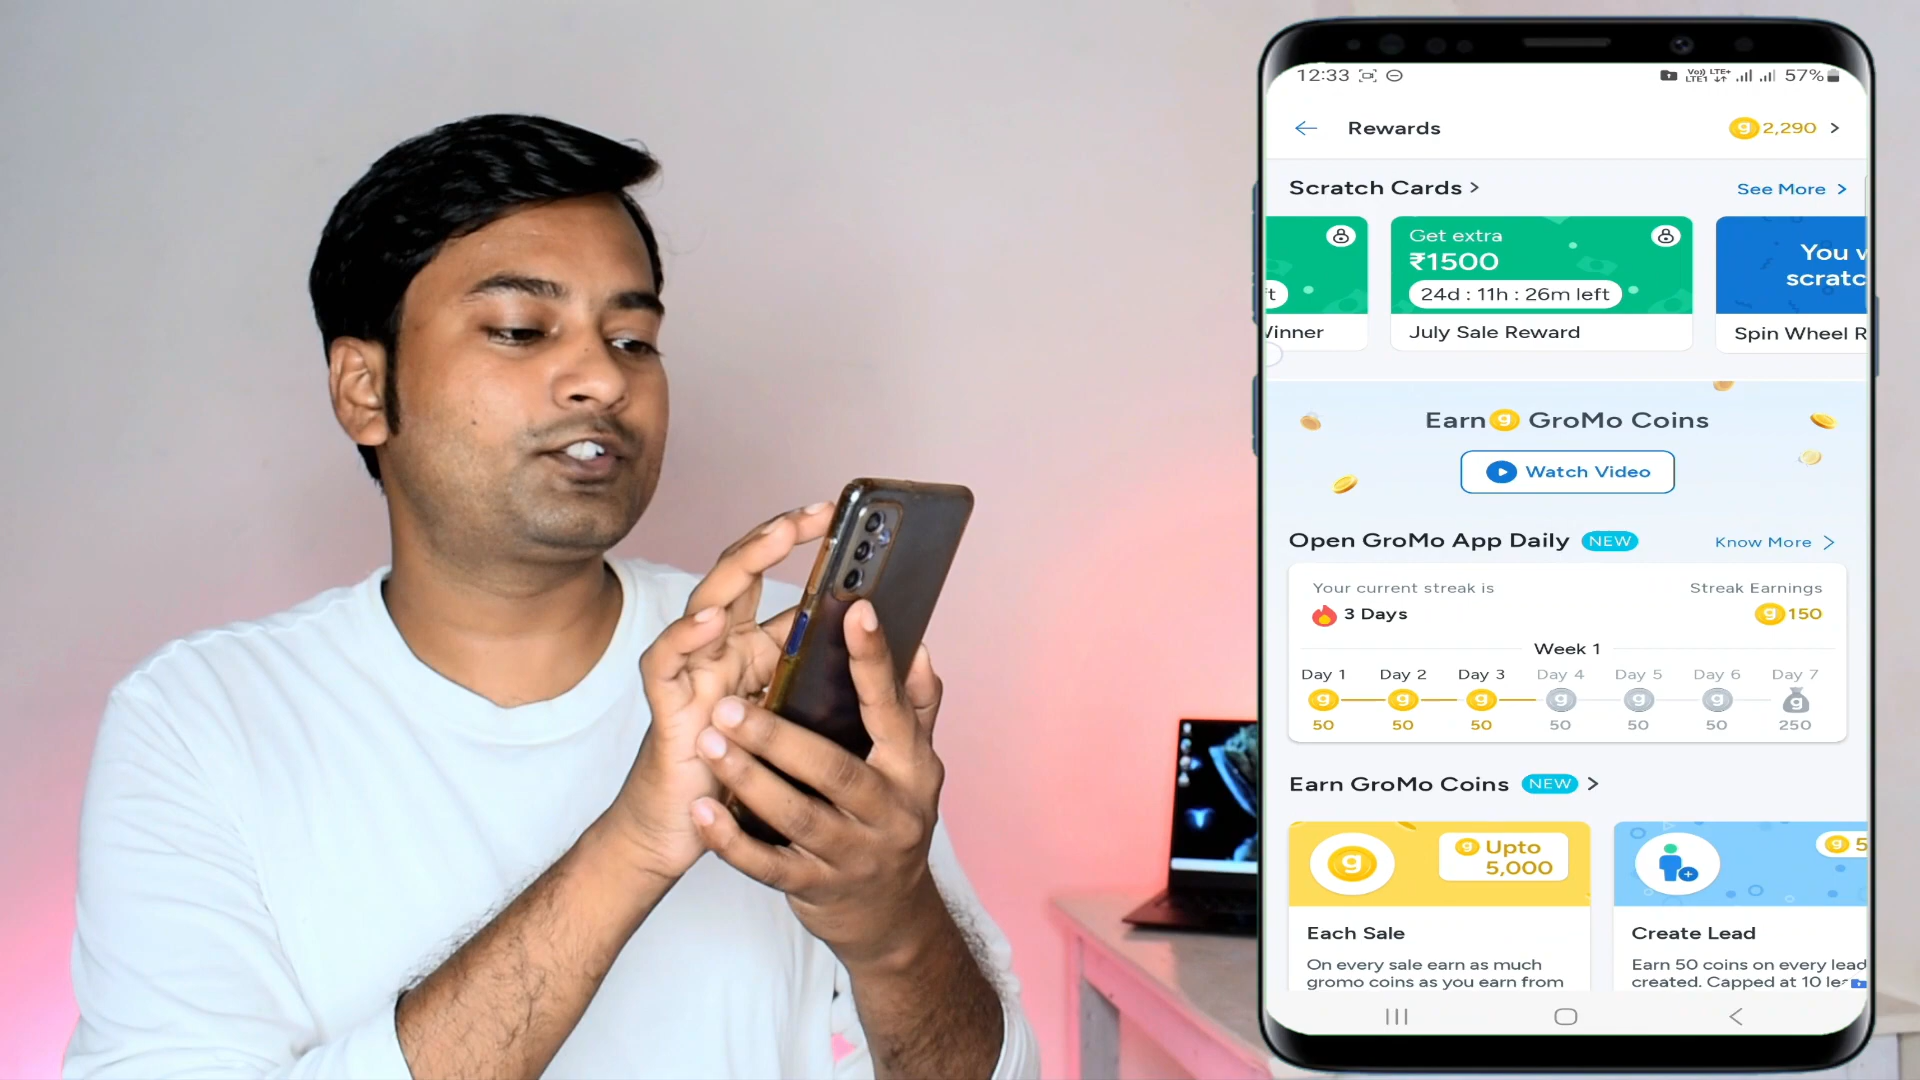 12:33
Vo)) LTE+
LTE1
57%
Rewards
g 2,290
Scratch Cards
See More
Get extra
₹1500
24d : 11h : 26m left
July Sale Reward
You
Spin Wheel R
Earn g GroMo Coins
Watch Video
Open GroMo App Daily NEW
Know More
Your current streak is
Streak Earnings
3 Days
g 150
Week 1
Day 1 Day 2 Day 3 Day 4 Day 5 Day 6 Day 7
g g g g g g g
50 50 50 50 50 50 250
Earn GroMo Coins NEW
g
g Upto
5,000
g 5
Each Sale
Create Lead
On every sale earn as much
gromo coins as you earn from
Earn 50 coins on every lead
created. Capped at 10